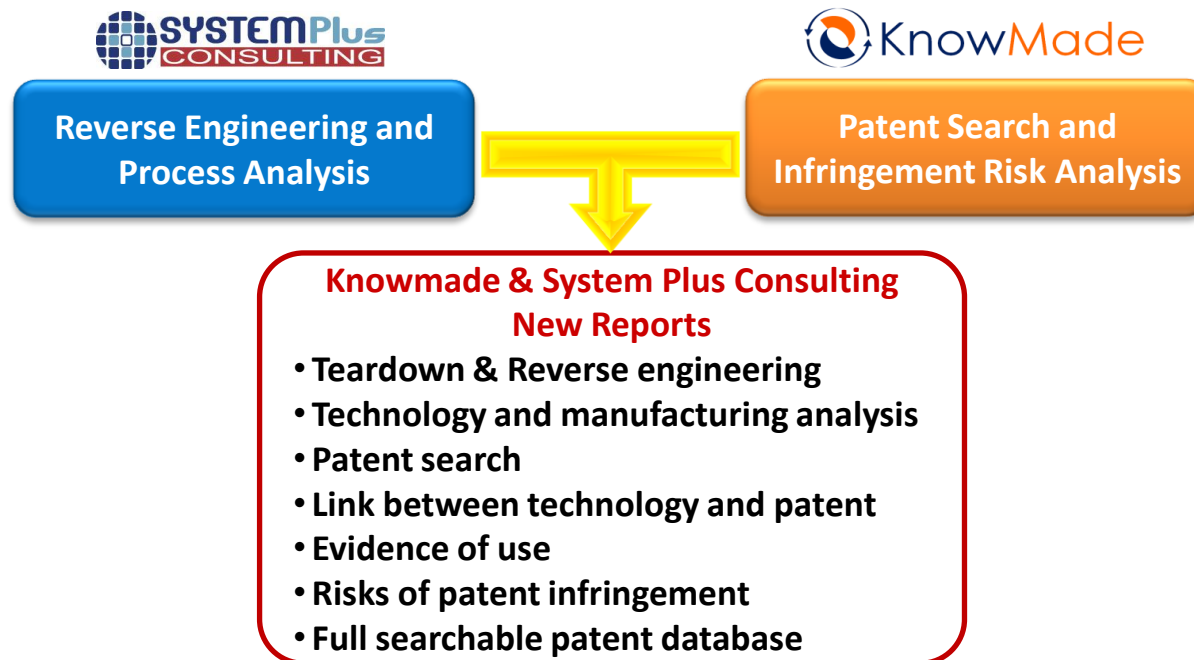 SYSTEMPlus
CONSULTING
KnowMade
Reverse Engineering and
Process Analysis
Patent Search and
Infringement Risk Analysis
Knowmade & System Plus Consulting
New Reports
• Teardown & Reverse engineering
• Technology and manufacturing analysis
• Patent search
• Link between technology and patent
• Evidence of use
• Risks of patent infringement
• Full searchable patent database